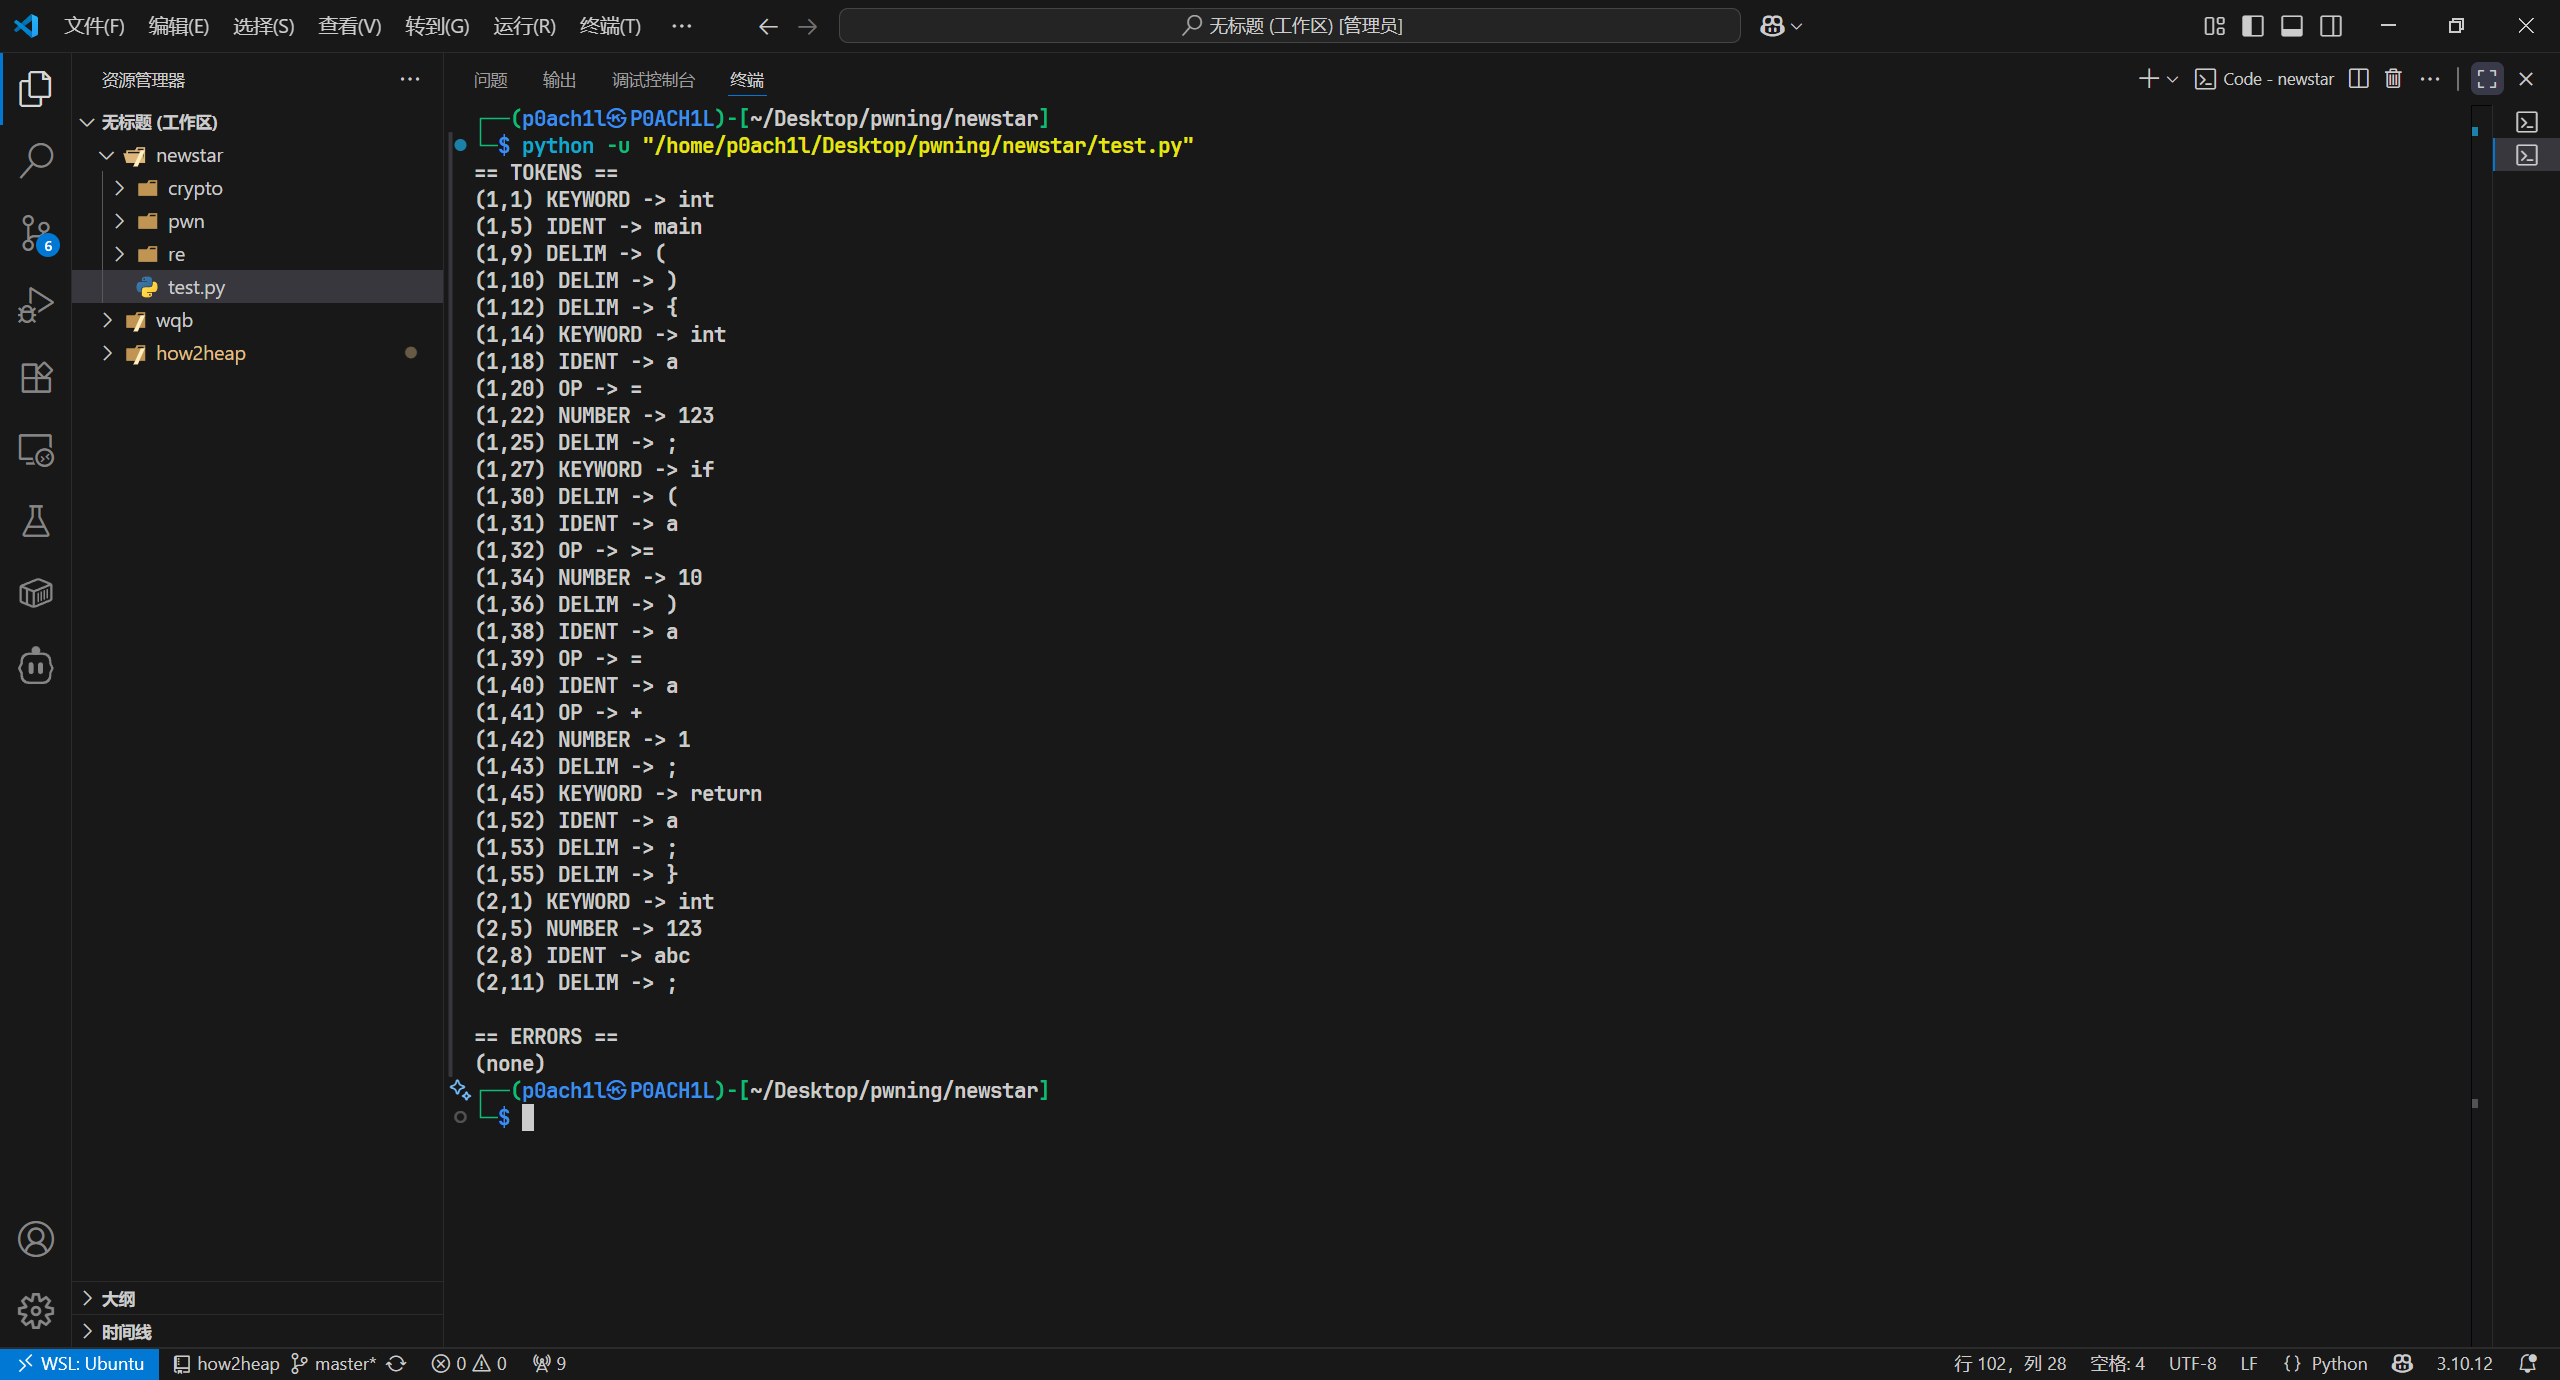 文件(F) 编辑(E) 选择(S) 查看(V) 转到(G) 运行(R) 终端(T) ··· 无标题 (工作区) [管理员]
资源管理器 ···
无标题 (工作区)
newstar
crypto
pwn
re
test.py
wqb
how2heap
大纲
时间线
问题 输出 调试控制台 终端 Code - newstar ···
┌──(p0ach1l㉿P0ACH1L)-[~/Desktop/pwning/newstar]
└─$ python -u "/home/p0ach1l/Desktop/pwning/newstar/test.py"
== TOKENS ==
(1,1) KEYWORD -> int
(1,5) IDENT -> main
(1,9) DELIM -> (
(1,10) DELIM -> )
(1,12) DELIM -> {
(1,14) KEYWORD -> int
(1,18) IDENT -> a
(1,20) OP -> =
(1,22) NUMBER -> 123
(1,25) DELIM -> ;
(1,27) KEYWORD -> if
(1,30) DELIM -> (
(1,31) IDENT -> a
(1,32) OP -> >=
(1,34) NUMBER -> 10
(1,36) DELIM -> )
(1,38) IDENT -> a
(1,39) OP -> =
(1,40) IDENT -> a
(1,41) OP -> +
(1,42) NUMBER -> 1
(1,43) DELIM -> ;
(1,45) KEYWORD -> return
(1,52) IDENT -> a
(1,53) DELIM -> ;
(1,55) DELIM -> }
(2,1) KEYWORD -> int
(2,5) NUMBER -> 123
(2,8) IDENT -> abc
(2,11) DELIM -> ;
== ERRORS ==
(none)
┌──(p0ach1l㉿P0ACH1L)-[~/Desktop/pwning/newstar]
└─$
6
WSL: Ubuntu how2heap master* 0 0 9 行 102，列 28 空格: 4 UTF-8 LF {} Python 3.10.12